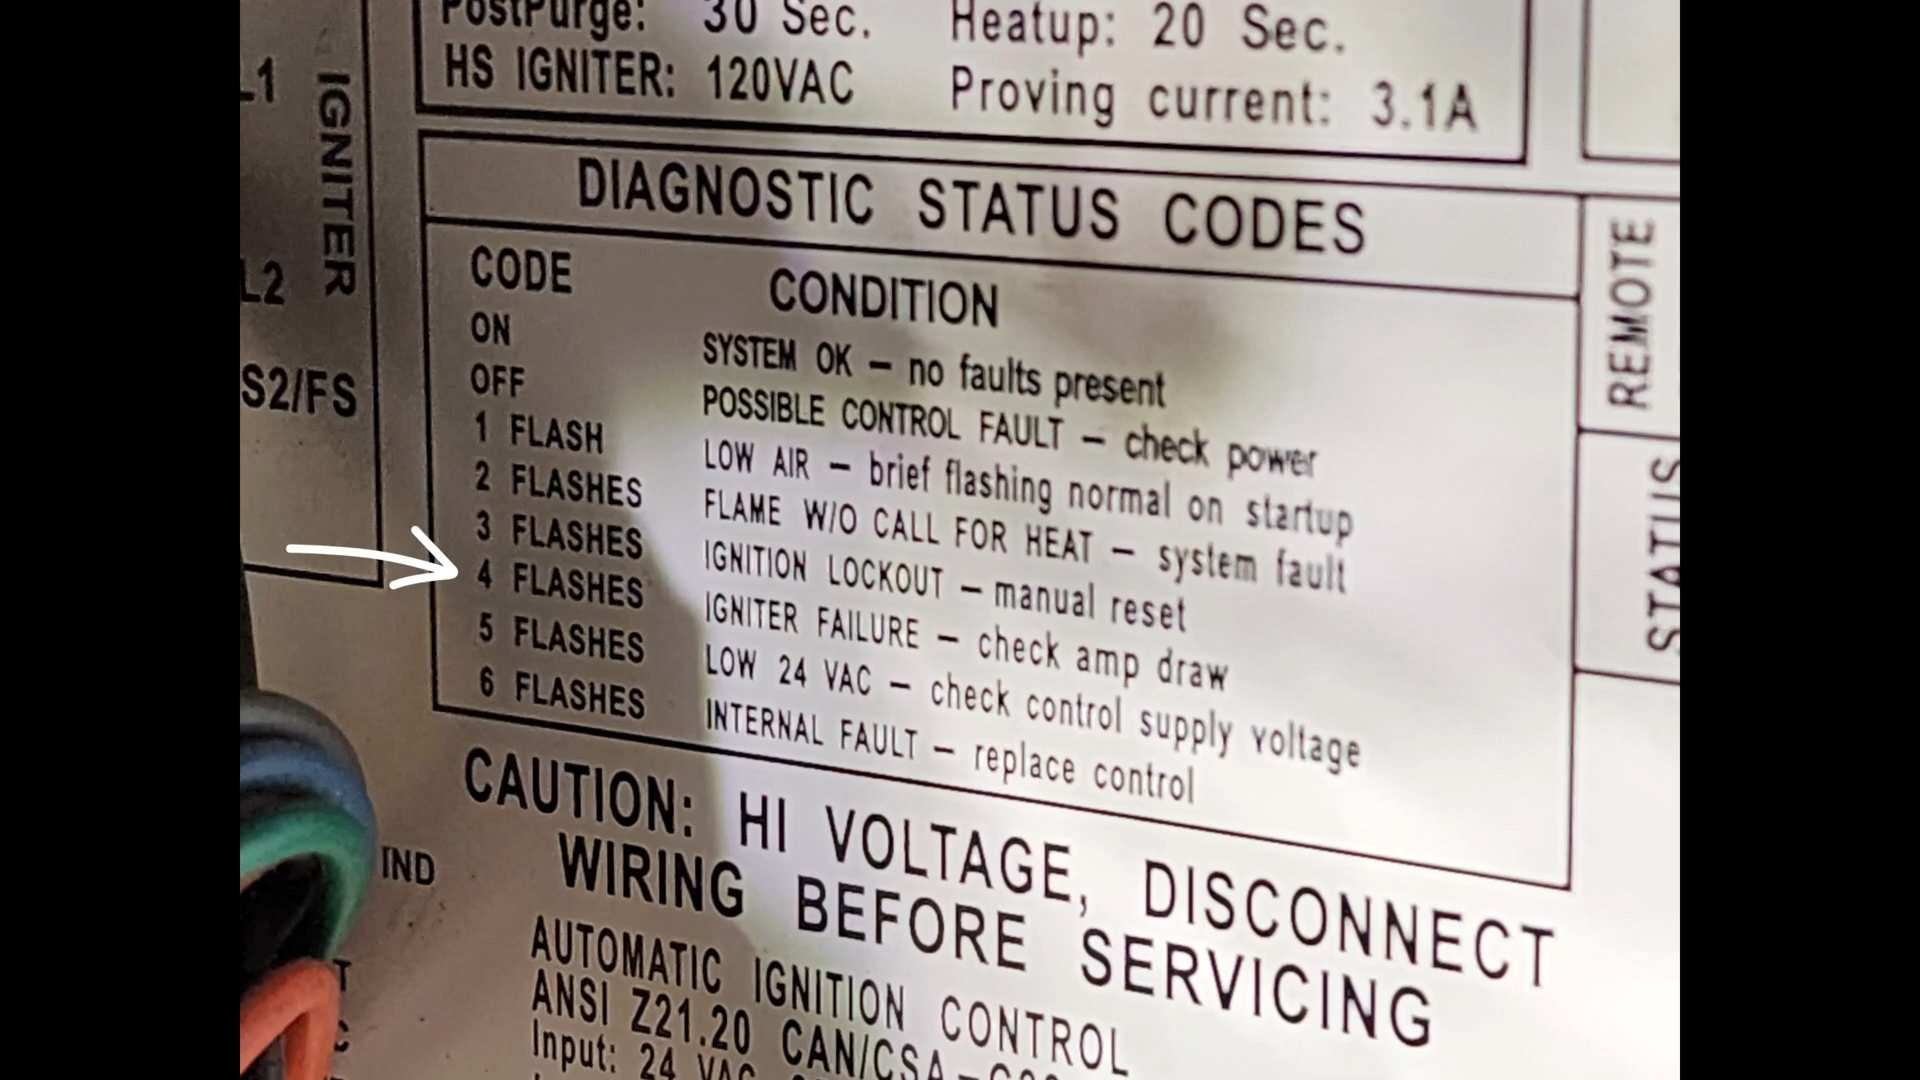 PostPurge: 30 Sec. Heatup: 20 Sec.
HS IGNITER: 120VAC Proving current: 3.1A
L1
IGNITER
L2
S2/FS
DIAGNOSTIC STATUS CODES
CODE CONDITION
ON SYSTEM OK – no faults present
OFF POSSIBLE CONTROL FAULT – check power
1 FLASH LOW AIR – brief flashing normal on startup
2 FLASHES FLAME W/O CALL FOR HEAT – system fault
3 FLASHES IGNITION LOCKOUT – manual reset
4 FLASHES IGNITER FAILURE – check amp draw
5 FLASHES LOW 24 VAC – check control supply voltage
6 FLASHES INTERNAL FAULT – replace control
REMOTE
STATUS
CAUTION: HI VOLTAGE, DISCONNECT
WIRING BEFORE SERVICING
IND
AUTOMATIC IGNITION CONTROL
ANSI Z21.20 CAN/CSA-
Input: 24 VAC